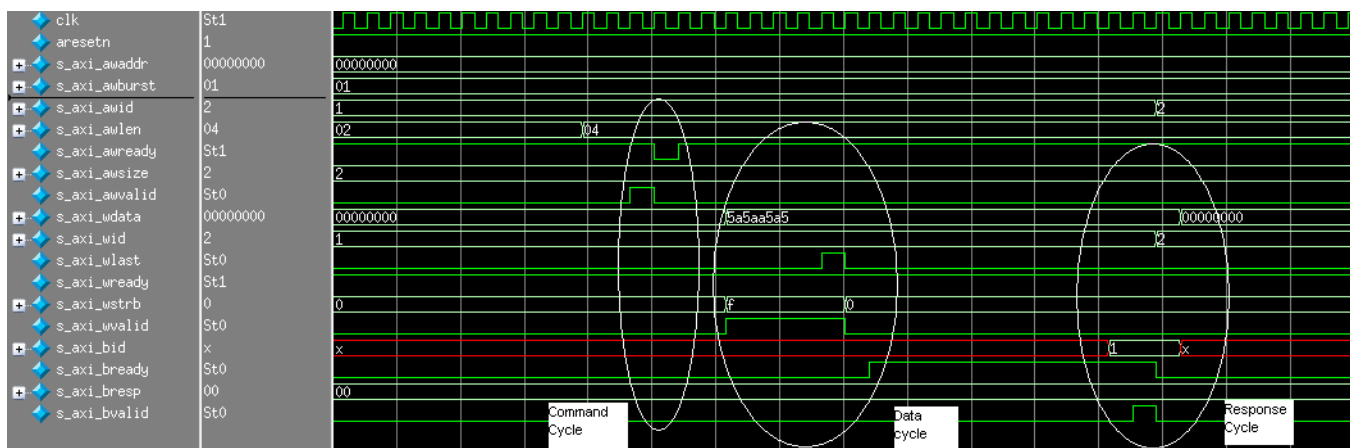 clk St1
aresetn 1
s_axi_awaddr 00000000 00000000
s_axi_awburst 01 01
s_axi_awid 2 1 2
s_axi_awlen 04 02 04
s_axi_awready St1
s_axi_awsize 2 2
s_axi_awvalid St0
s_axi_wdata 00000000 00000000 5a5aa5a5 00000000
s_axi_wid 2 1 2
s_axi_wlast St0
s_axi_wready St1
s_axi_wstrb 0 0 f 0
s_axi_wvalid St0
s_axi_bid x x 1 x
s_axi_bready St0
s_axi_bresp 00 00
s_axi_bvalid St0
Command
Cycle
Data
cycle
Response
Cycle